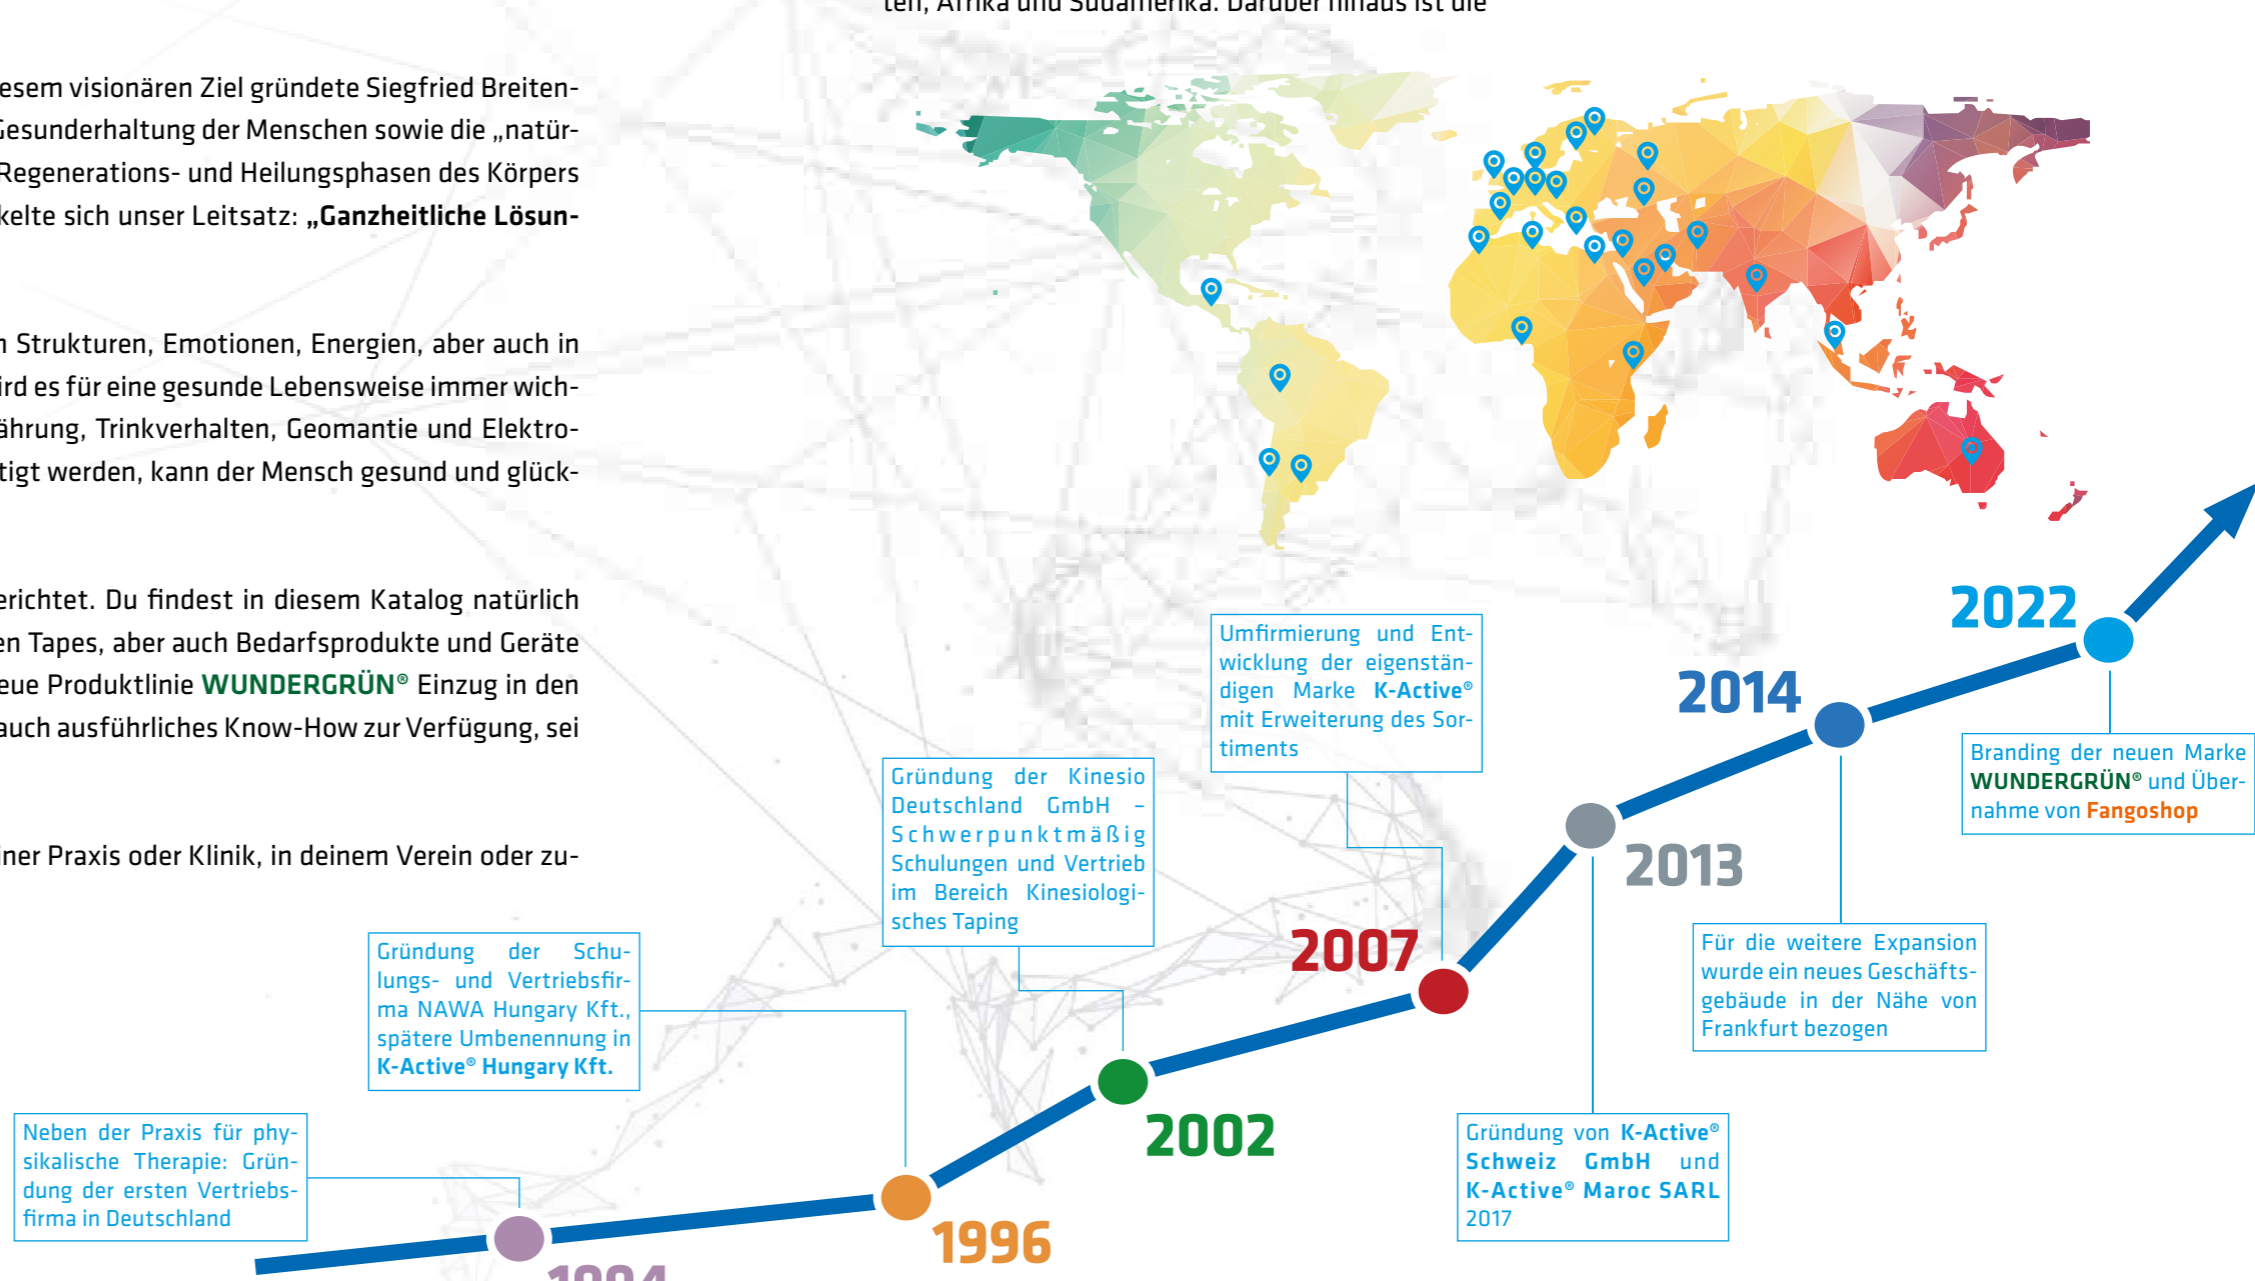 ten, Afrika und Südamerika. Darüber hinaus ist die
esem visionären Ziel gründete Siegfried Breiten-
Gesunderhaltung der Menschen sowie die „natür-
Regenerations- und Heilungsphasen des Körpers
kelte sich unser Leitsatz: „Ganzheitliche Lösun-
n Strukturen, Emotionen, Energien, aber auch in
ird es für eine gesunde Lebensweise immer wich-
ährung, Trinkverhalten, Geomantie und Elektro-
tigt werden, kann der Mensch gesund und glück-
erichtet. Du findest in diesem Katalog natürlich
en Tapes, aber auch Bedarfsprodukte und Geräte
eue Produktlinie WUNDERGRÜN® Einzug in den
auch ausführliches Know-How zur Verfügung, sei
iner Praxis oder Klinik, in deinem Verein oder zu-
Neben der Praxis für phy-
sikalische Therapie: Grün-
dung der ersten Vertriebs-
firma in Deutschland
1994
Gründung der Schu-
lungs- und Vertriebsfir-
ma NAWA Hungary Kft.,
spätere Umbenennung in
K-Active® Hungary Kft.
1996
Gründung der Kinesio
Deutschland GmbH –
Schwerpunktmäßig
Schulungen und Vertrieb
im Bereich Kinesiologi-
sches Taping
2002
Umfirmierung und Ent-
wicklung der eigenstän-
digen Marke K-Active®
mit Erweiterung des Sor-
timents
2007
2013
Gründung von K-Active®
Schweiz GmbH und
K-Active® Maroc SARL
2017
2014
Für die weitere Expansion
wurde ein neues Geschäfts-
gebäude in der Nähe von
Frankfurt bezogen
2022
Branding der neuen Marke
WUNDERGRÜN® und Über-
nahme von Fangoshop